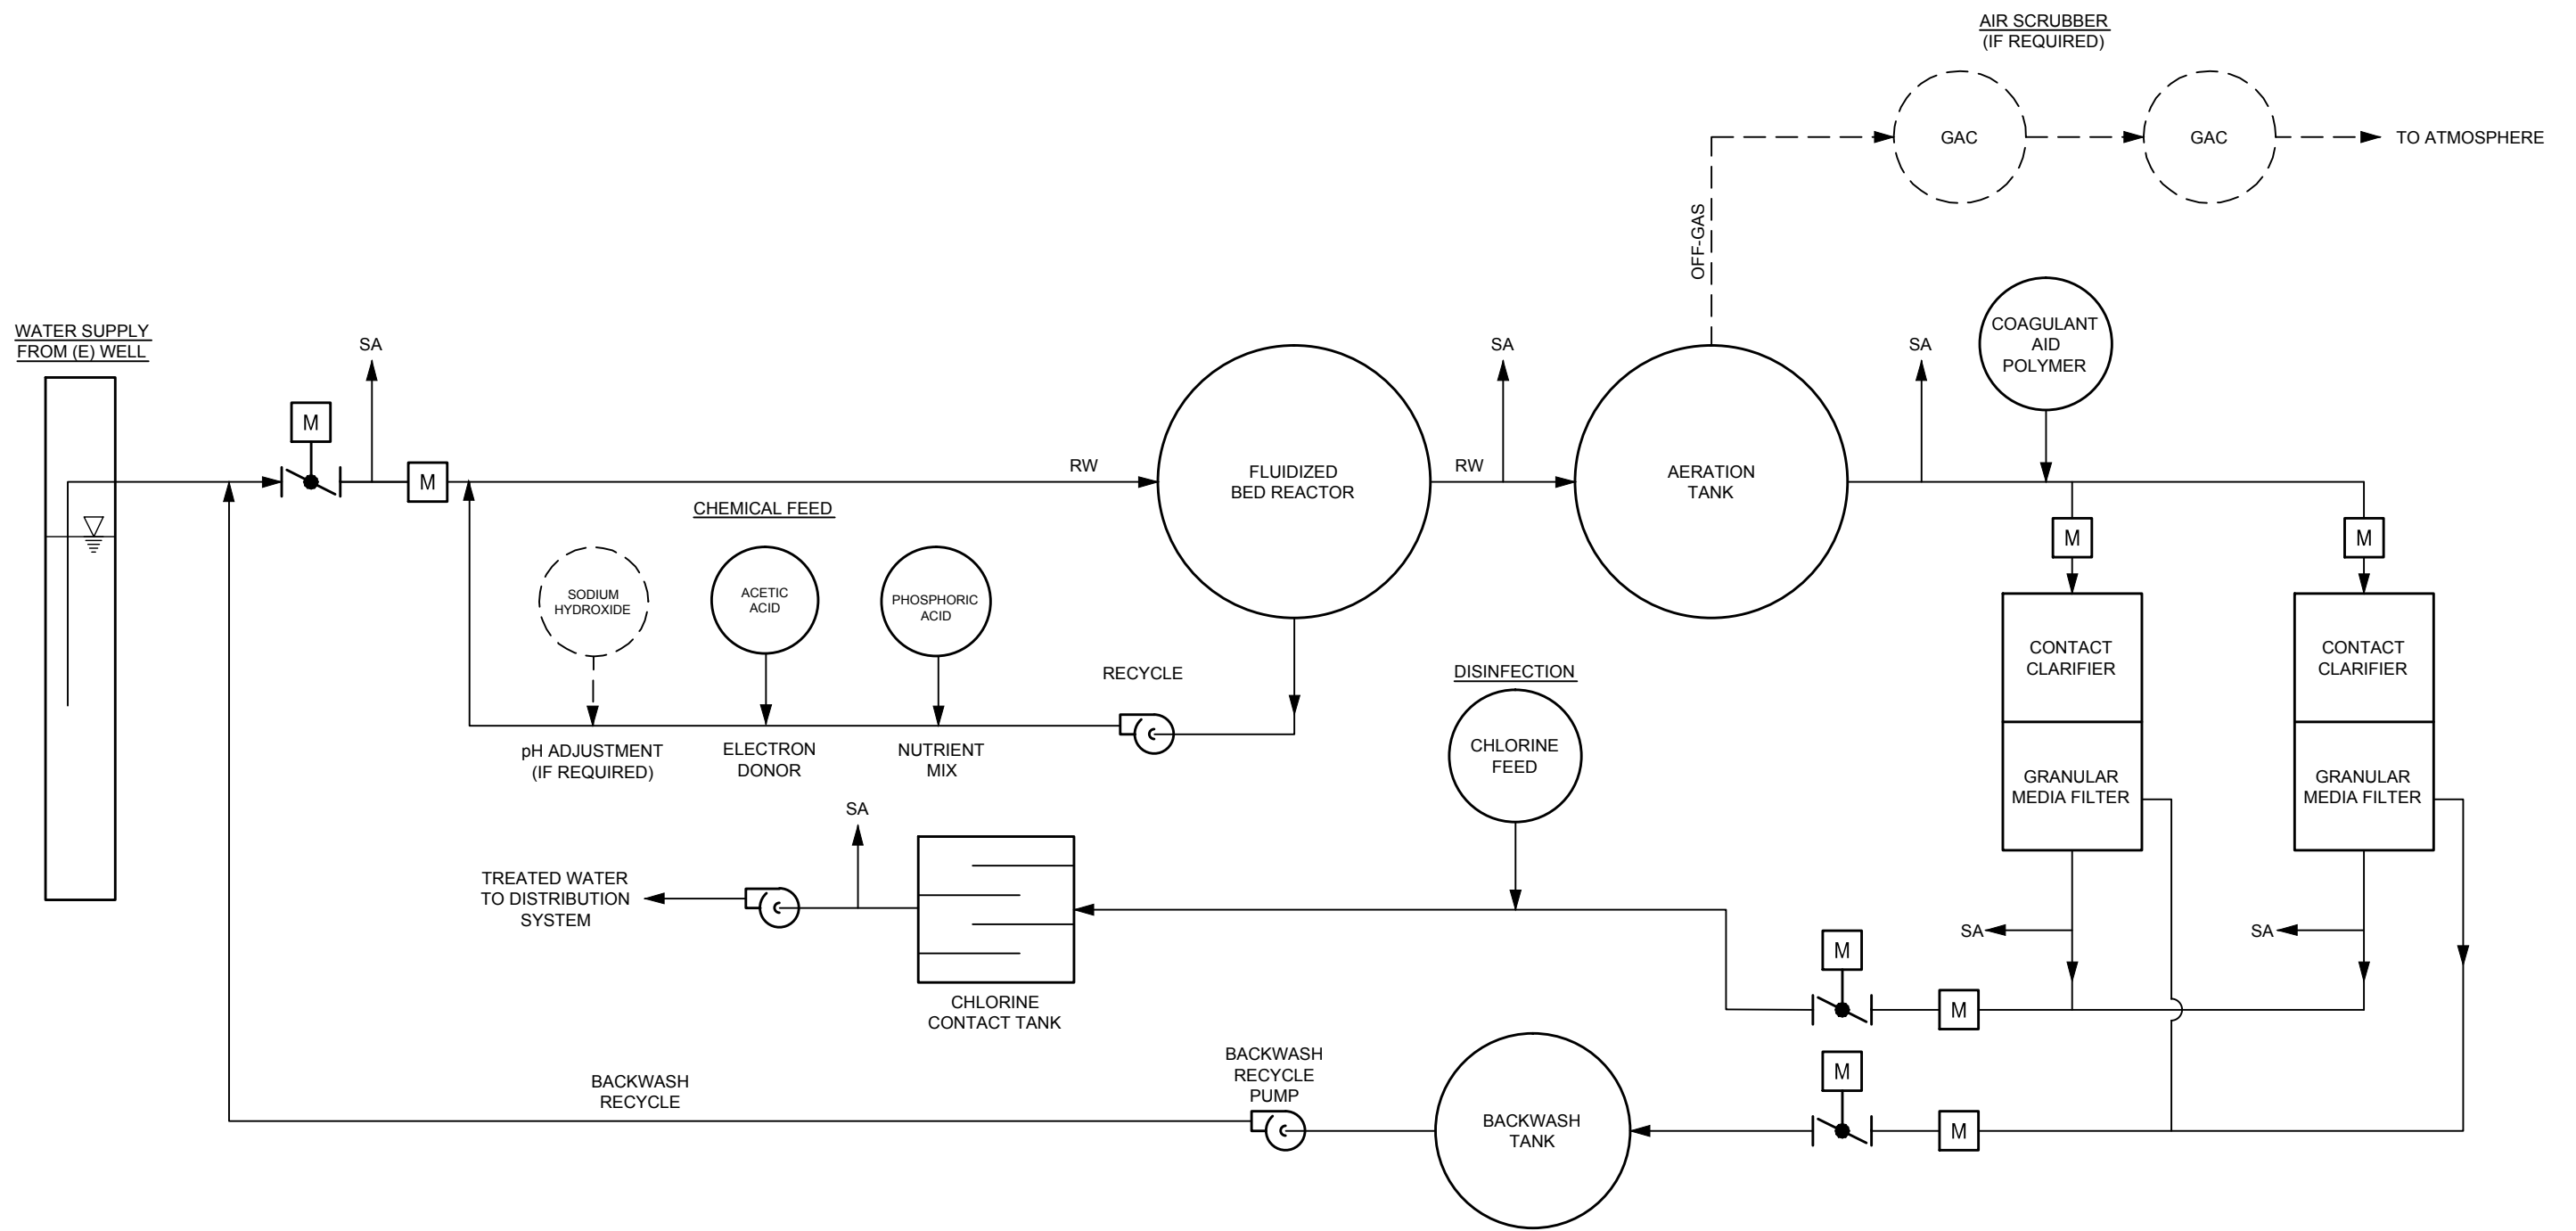 AIR SCRUBBER
(IF REQUIRED)
GAC
GAC
TO ATMOSPHERE
OFF-GAS
WATER SUPPLY
FROM (E) WELL
SA
SA
SA
COAGULANT
AID
POLYMER
M
M
RW
FLUIDIZED
BED REACTOR
RW
AERATION
TANK
M
M
CHEMICAL FEED
SODIUM
HYDROXIDE
ACETIC
ACID
PHOSPHORIC
ACID
RECYCLE
pH ADJUSTMENT
(IF REQUIRED)
ELECTRON
DONOR
NUTRIENT
MIX
DISINFECTION
CHLORINE
FEED
CONTACT
CLARIFIER
CONTACT
CLARIFIER
GRANULAR
MEDIA FILTER
GRANULAR
MEDIA FILTER
SA
TREATED WATER
TO DISTRIBUTION
SYSTEM
CHLORINE
CONTACT TANK
SA
SA
M
M
BACKWASH
RECYCLE
BACKWASH
RECYCLE
PUMP
BACKWASH
TANK
M
M